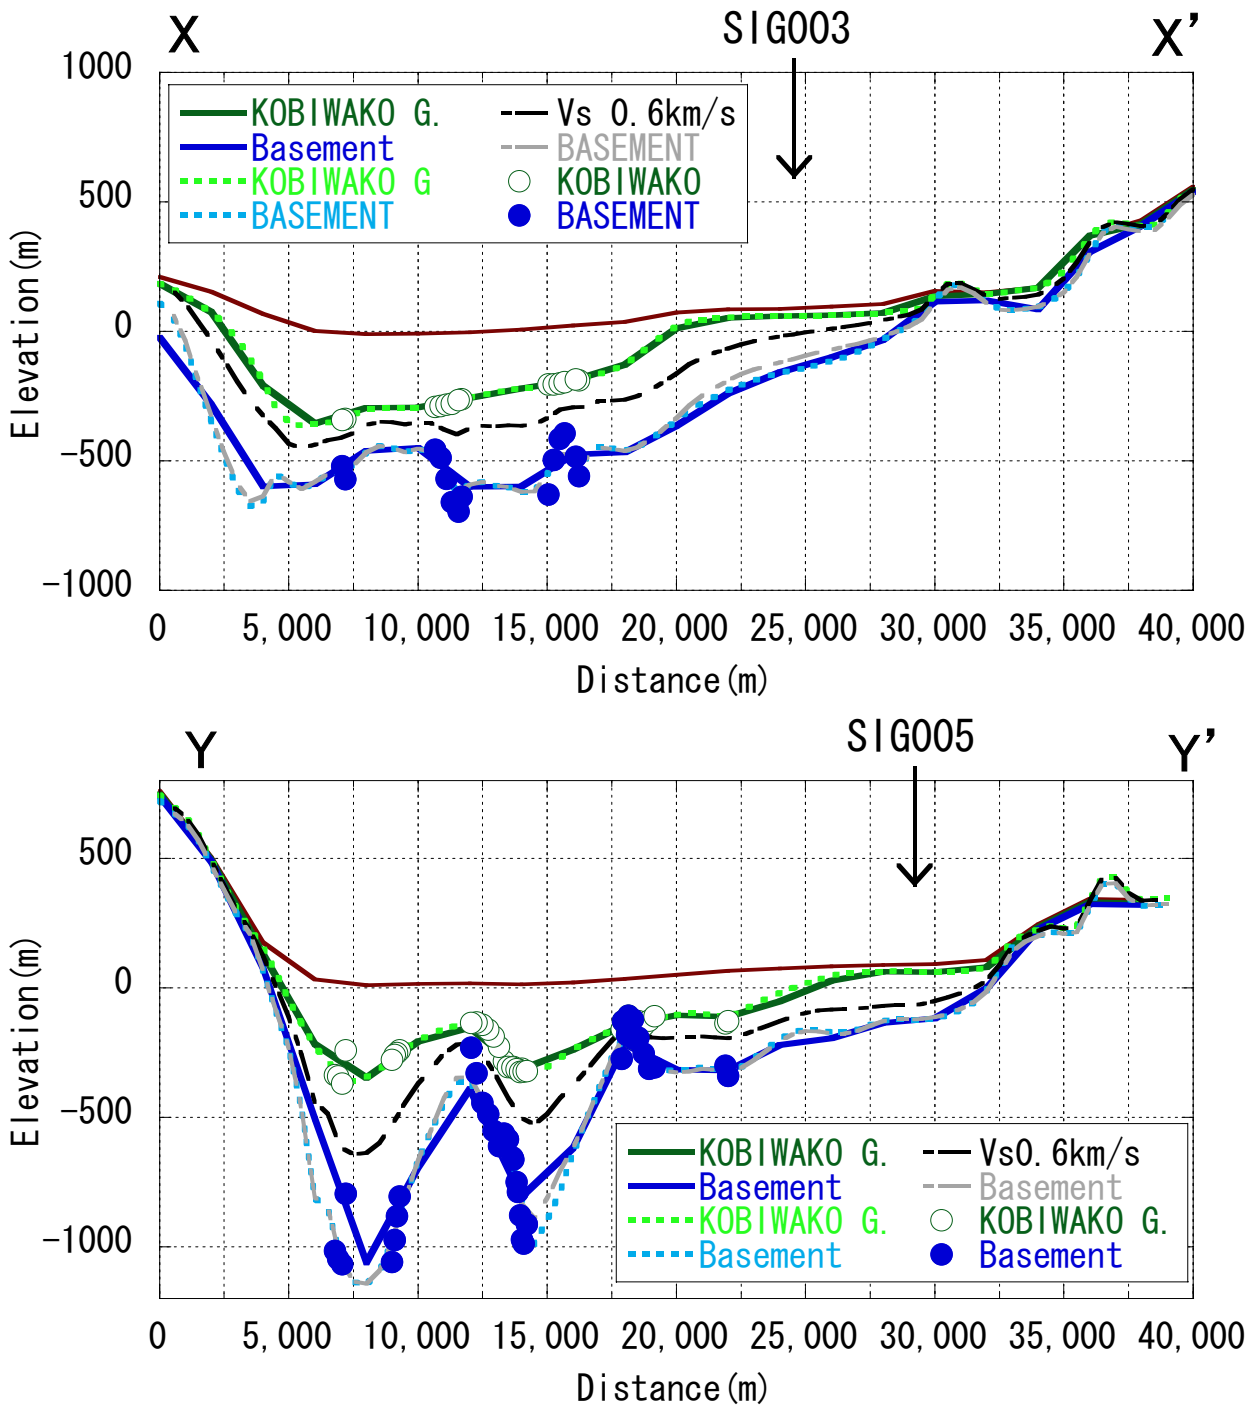 X SIG003 X'
1000
500
0
-500
-1000
Elevation(m)
KOBIWAKO G. Vs 0.6km/s
Basement BASEMENT
KOBIWAKO G KOBIWAKO
BASEMENT BASEMENT
0 5,000 10,000 15,000 20,000 25,000 30,000 35,000 40,000
Distance(m)
Y SIG005 Y'
500
0
-500
-1000
Elevation(m)
KOBIWAKO G. Vs0.6km/s
Basement Basement
KOBIWAKO G. KOBIWAKO G.
Basement Basement
0 5,000 10,000 15,000 20,000 25,000 30,000 35,000 40,000
Distance(m)